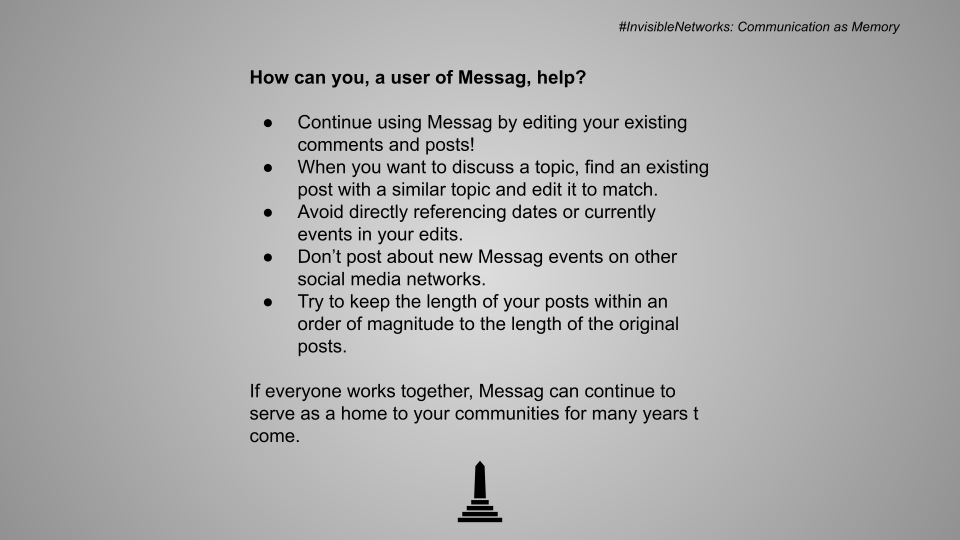 #InvisibleNetworks: Communication as Memory
How can you, a user of Messag, help?
● Continue using Messag by editing your existing
comments and posts!
● When you want to discuss a topic, find an existing
post with a similar topic and edit it to match.
● Avoid directly referencing dates or currently
events in your edits.
● Don’t post about new Messag events on other
social media networks.
● Try to keep the length of your posts within an
order of magnitude to the length of the original
posts.
If everyone works together, Messag can continue to
serve as a home to your communities for many years t
come.